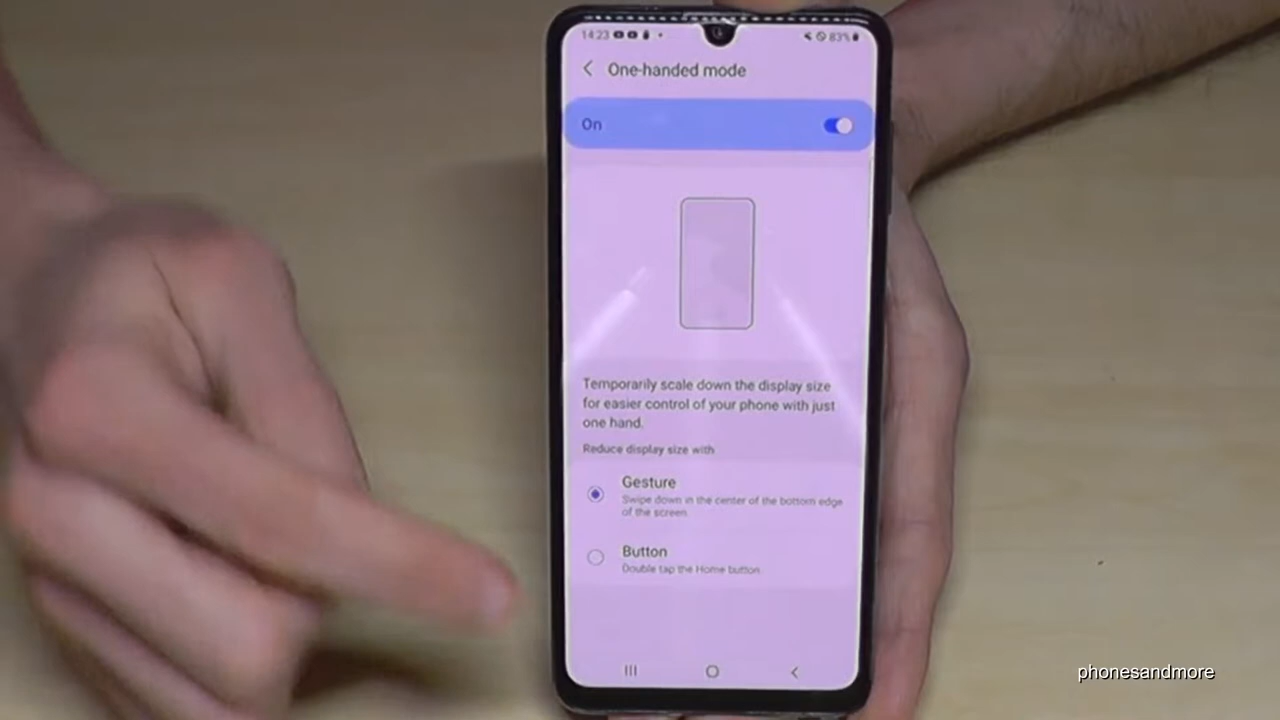 14:23
83%
One-handed mode
On
Temporarily scale down the display size
for easier control of your phone with just
one hand.
Reduce display size with
Gesture
Swipe down in the center of the bottom edge
of the screen.
Button
Double tap the Home button.
phonesandmore